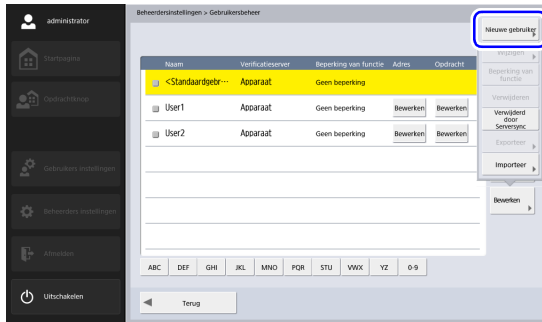 administrator
Startpagina
Opdrachtknop
Gebruikers instellingen
Beheerders instellingen
Afmelden
Uitschakelen
Beheerdersinstellingen > Gebruikersbeheer
Naam Verificatieserver Beperking van functie Adres Opdracht
<Standaardgebr··· Apparaat Geen beperking
User1 Apparaat Geen beperking Bewerken Bewerken
User2 Apparaat Geen beperking Bewerken Bewerken
ABC DEF GHI JKL MNO PQR STU VWX YZ 0-9
Terug
Nieuwe gebruiker
Wijzigen
Beperking van
functie
Verwijderen
Verwijderd
door
Serversync
Exporteer
Importeer
Bewerken